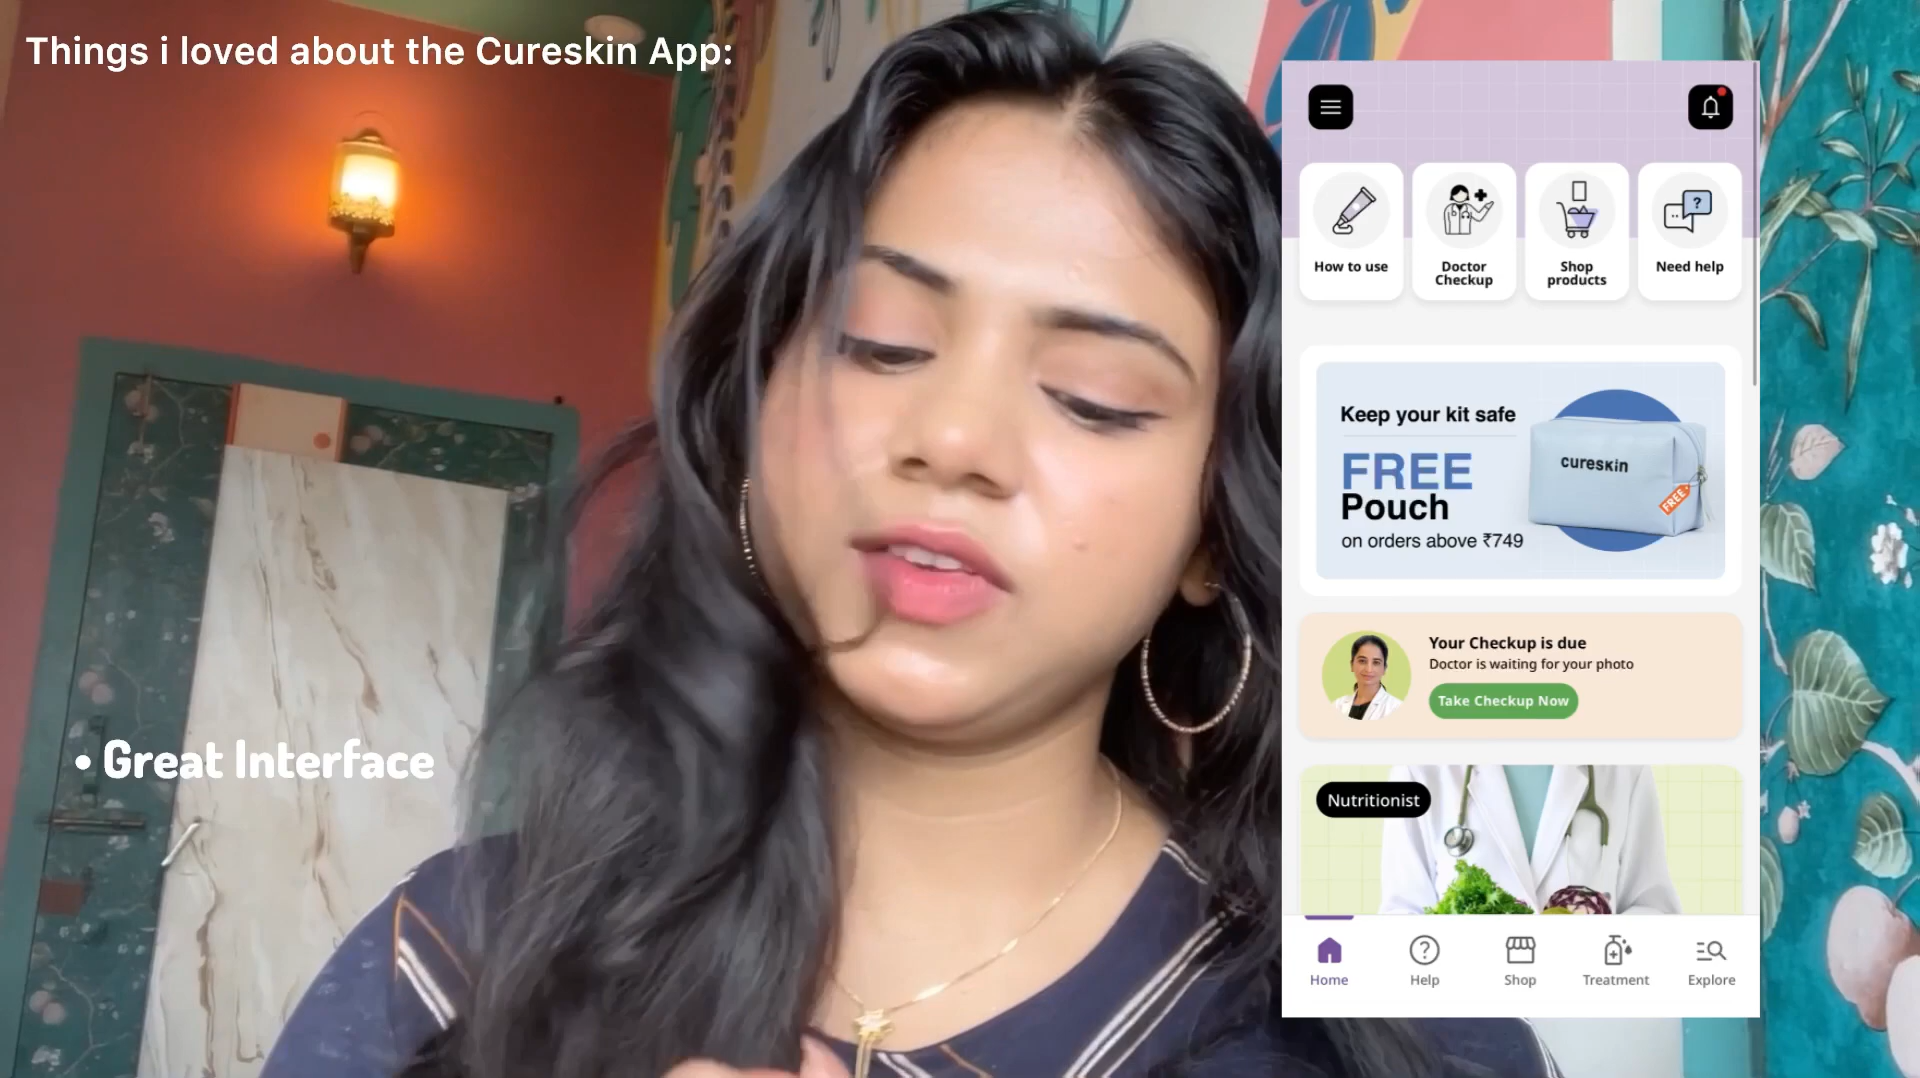 Things i loved about the Cureskin App:
• Great Interface
How to use
Doctor
Checkup
Shop
products
?
Need help
Keep your kit safe
FREE
Pouch
on orders above ₹749
cureskin
FREE
Your Checkup is due
Doctor is waiting for your photo
Take Checkup Now
Nutritionist
Home
?
Help
Shop
Treatment
Explore